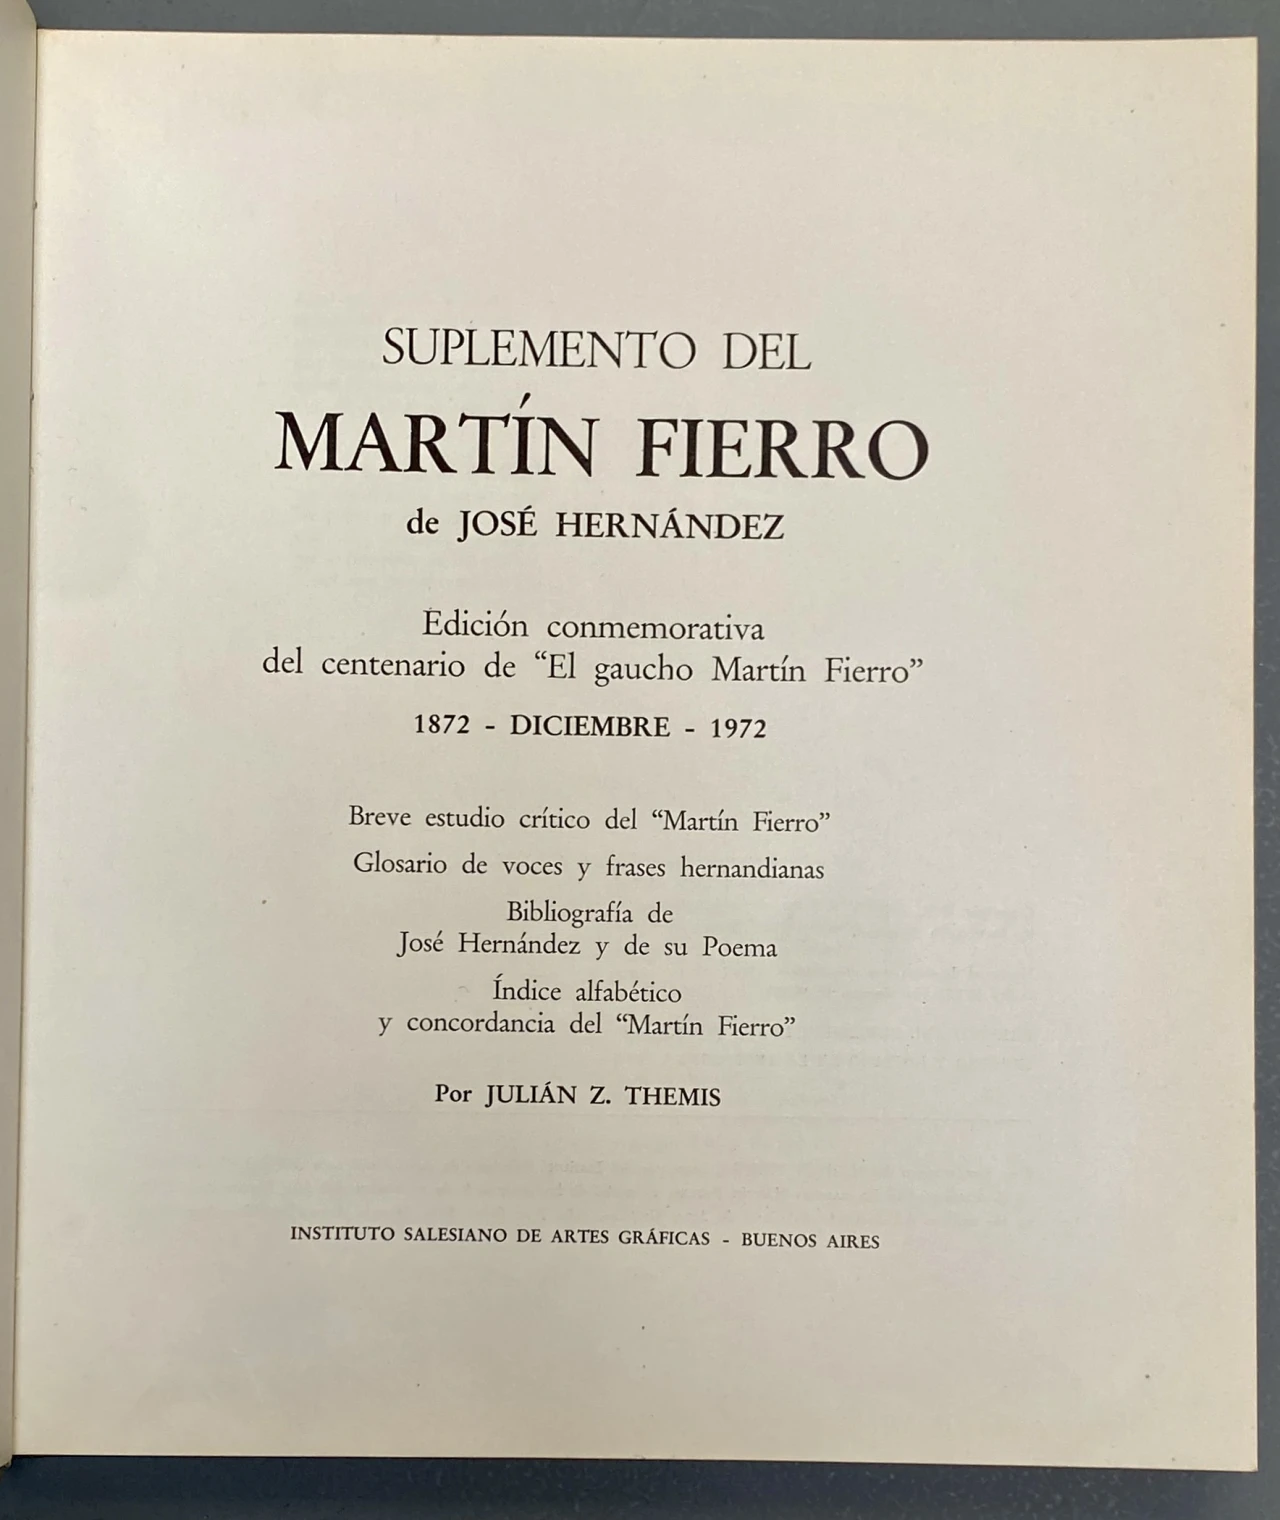 SUPLEMENTO DEL
MARTÍN FIERRO
de JOSÉ HERNÁNDEZ
Edición conmemorativa
del centenario de “El gaucho Martín Fierro”
1872 - DICIEMBRE - 1972
Breve estudio crítico del “Martín Fierro”
Glosario de voces y frases hernandianas
Bibliografía de
José Hernández y de su Poema
Índice alfabético
y concordancia del “Martín Fierro”
Por JULIÁN Z. THEMIS
INSTITUTO SALESIANO DE ARTES GRÁFICAS - BUENOS AIRES